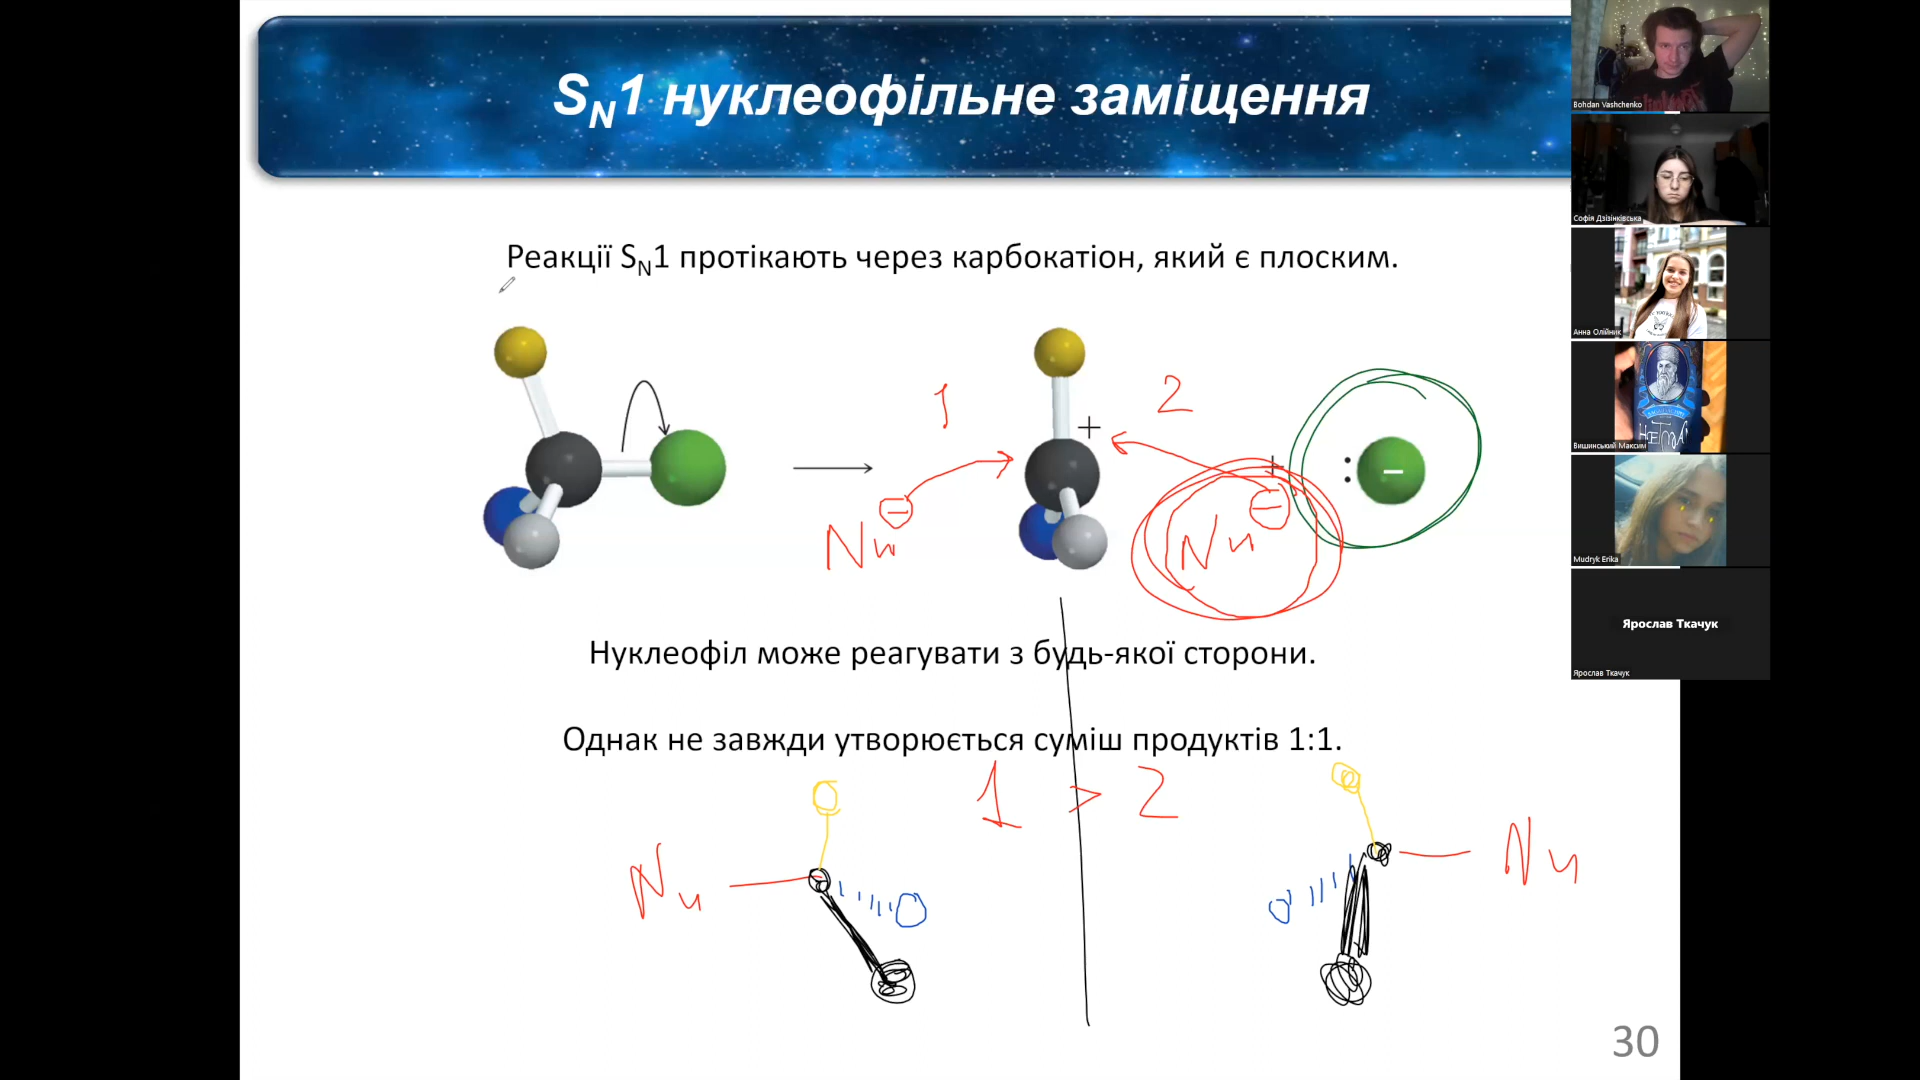 S_N1 нуклеофільне заміщення
Реакції S_N1 протікають через карбокатіон, який є плоским.
1
2
+
+
−
Nu −
Nu −
Нуклеофіл може реагувати з будь-якої сторони.
Однак не завжди утворюється суміш продуктів 1:1.
1 > 2
Nu
Nu
30
Bohdan Vashchenko
Софія Дзізінківська
Анна Олійник
Вишинський Максим
Mudryk Erika
Ярослав Ткачук
Ярослав Ткачук